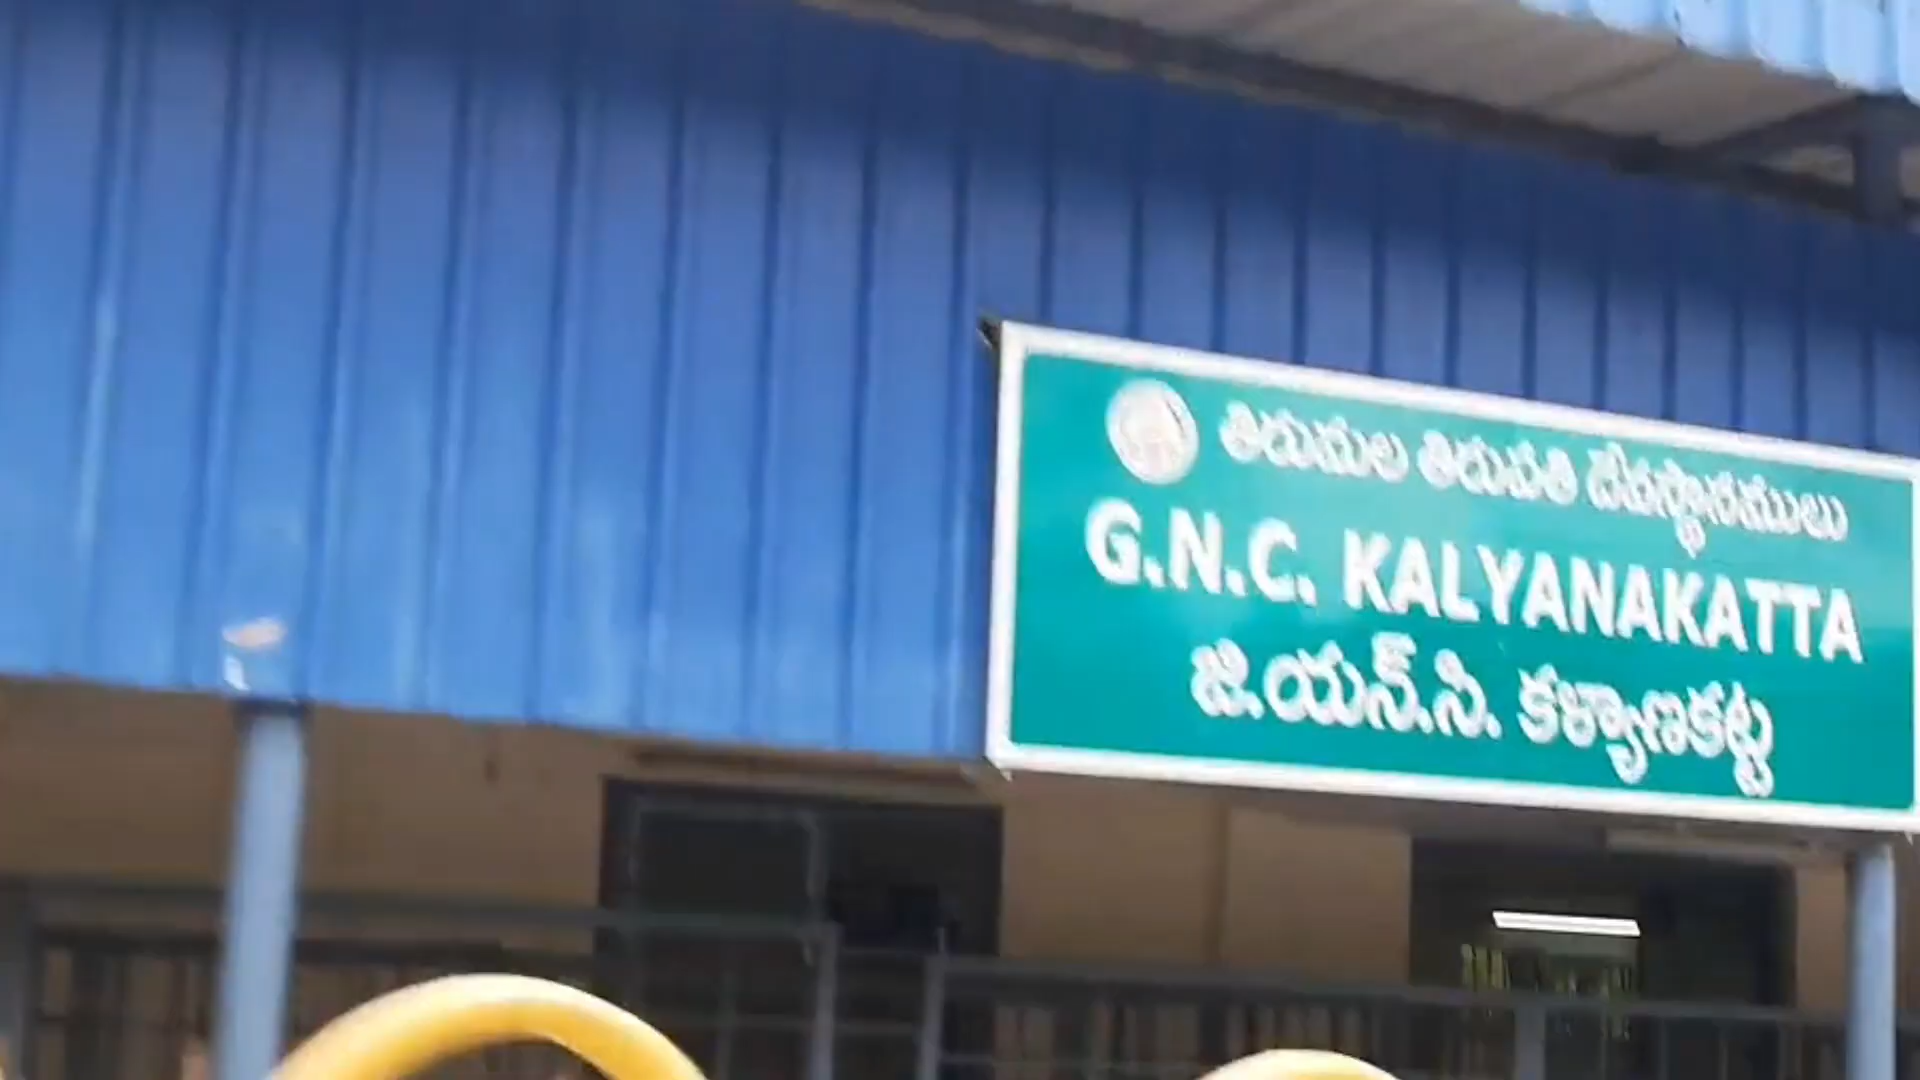 తిరుమల తిరుపతి దేవస్థానములు
G.N.C. KALYANAKATTA
జి.యన్.సి. కళ్యాణకట్ట